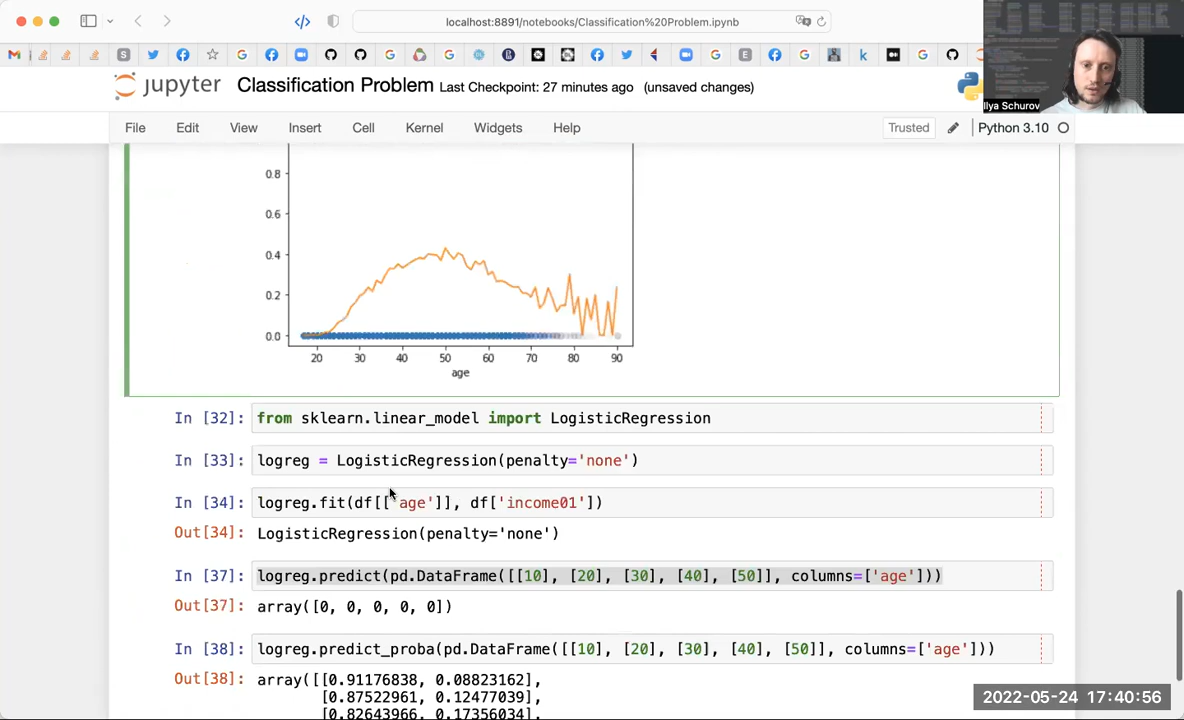 localhost:8891/notebooks/Classification%20Problem.ipynb
jupyter Classification Problem Last Checkpoint: 27 minutes ago (unsaved changes)
Ilya Schurov
File Edit View Insert Cell Kernel Widgets Help Trusted Python 3.10
0.8
0.6
0.4
0.2
0.0
20 30 40 50 60 70 80 90
age
In [32]: from sklearn.linear_model import LogisticRegression
In [33]: logreg = LogisticRegression(penalty='none')
In [34]: logreg.fit(df[['age']], df['income01'])
Out[34]: LogisticRegression(penalty='none')
In [37]: logreg.predict(pd.DataFrame([[10], [20], [30], [40], [50]], columns=['age']))
Out[37]: array([0, 0, 0, 0, 0])
In [38]: logreg.predict_proba(pd.DataFrame([[10], [20], [30], [40], [50]], columns=['age']))
Out[38]: array([[0.91176838, 0.08823162],
[0.87522961, 0.12477039],
[0.82643966, 0.17356034],
2022-05-24 17:40:56